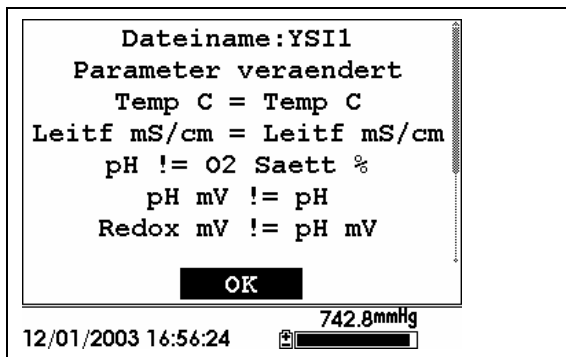 Dateiname:YSI1
Parameter veraendert
Temp C = Temp C
Leitf mS/cm = Leitf mS/cm
pH != O2 Saett %
pH mV != pH
Redox mV != pH mV
OK
742.8mmHg
12/01/2003 16:56:24